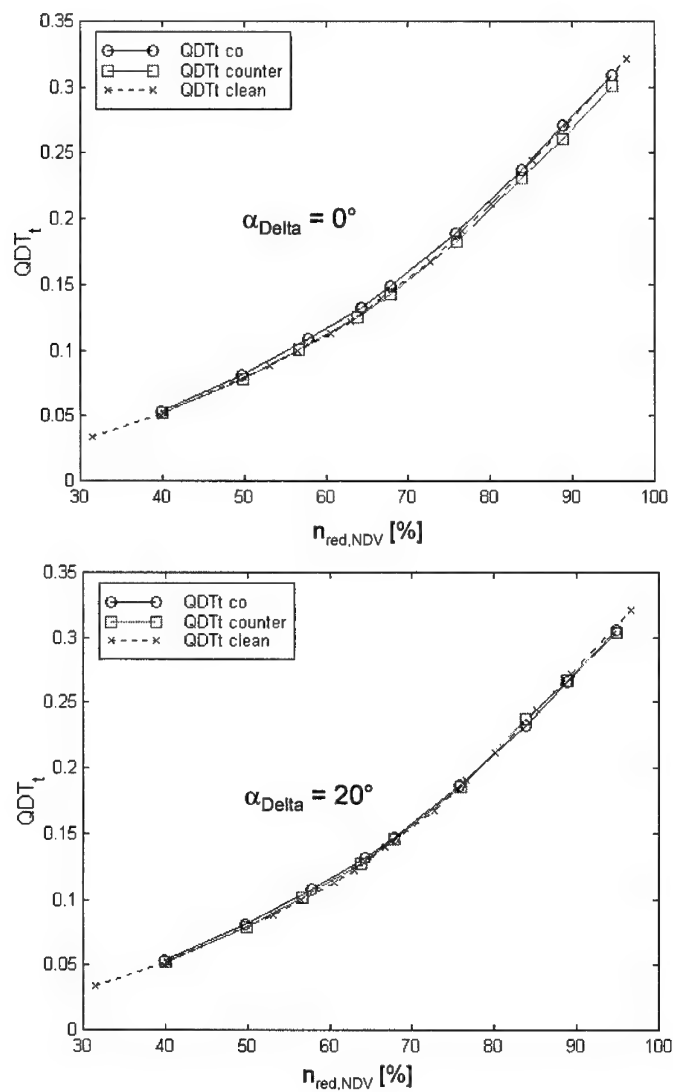 QDTt co
QDTt counter
QDTt clean
0.35
0.3
0.25
0.2
0.15
0.1
0.05
0
QDT_t
α_Delta = 0°
30 40 50 60 70 80 90 100
n_red,NDV [%]
QDTt co
QDTt counter
QDTt clean
0.35
0.3
0.25
0.2
0.15
0.1
0.05
0
QDT_t
α_Delta = 20°
30 40 50 60 70 80 90 100
n_red,NDV [%]